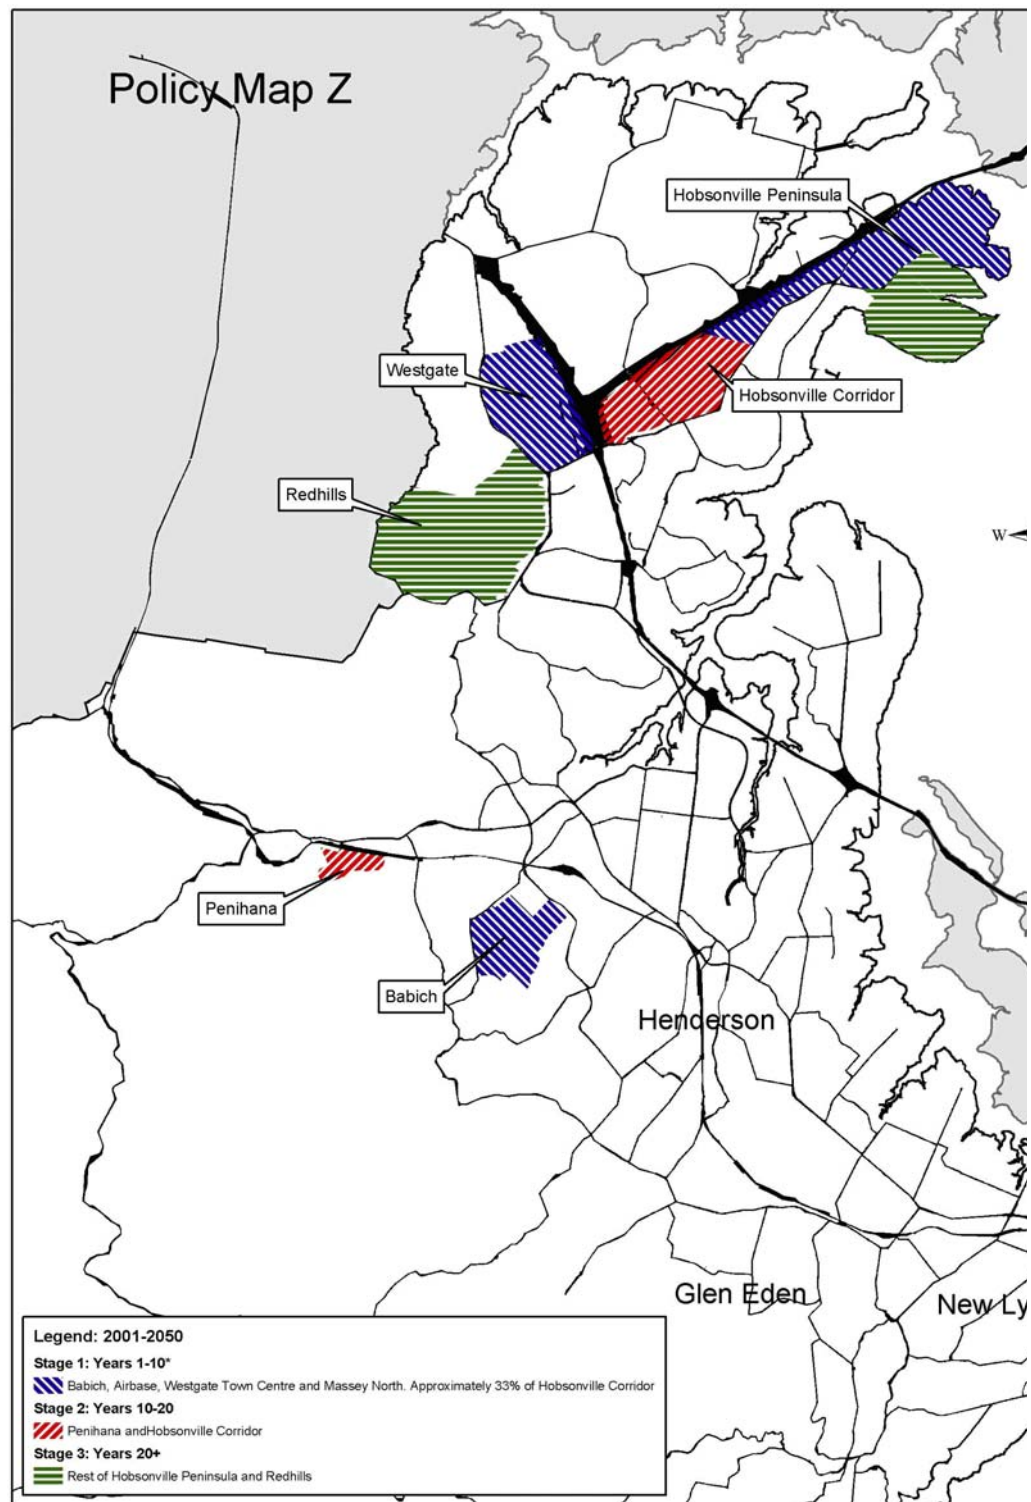 Policy Map Z
Hobsonville Peninsula
Westgate
Hobsonville Corridor
Redhills
W
Penihana
Babich
Henderson
Glen Eden
New Ly
Legend: 2001-2050
Stage 1: Years 1-10*
Babich, Airbase, Westgate Town Centre and Massey North. Approximately 33% of Hobsonville Corridor
Stage 2: Years 10-20
Penihana andHobsonville Corridor
Stage 3: Years 20+
Rest of Hobsonville Peninsula and Redhills